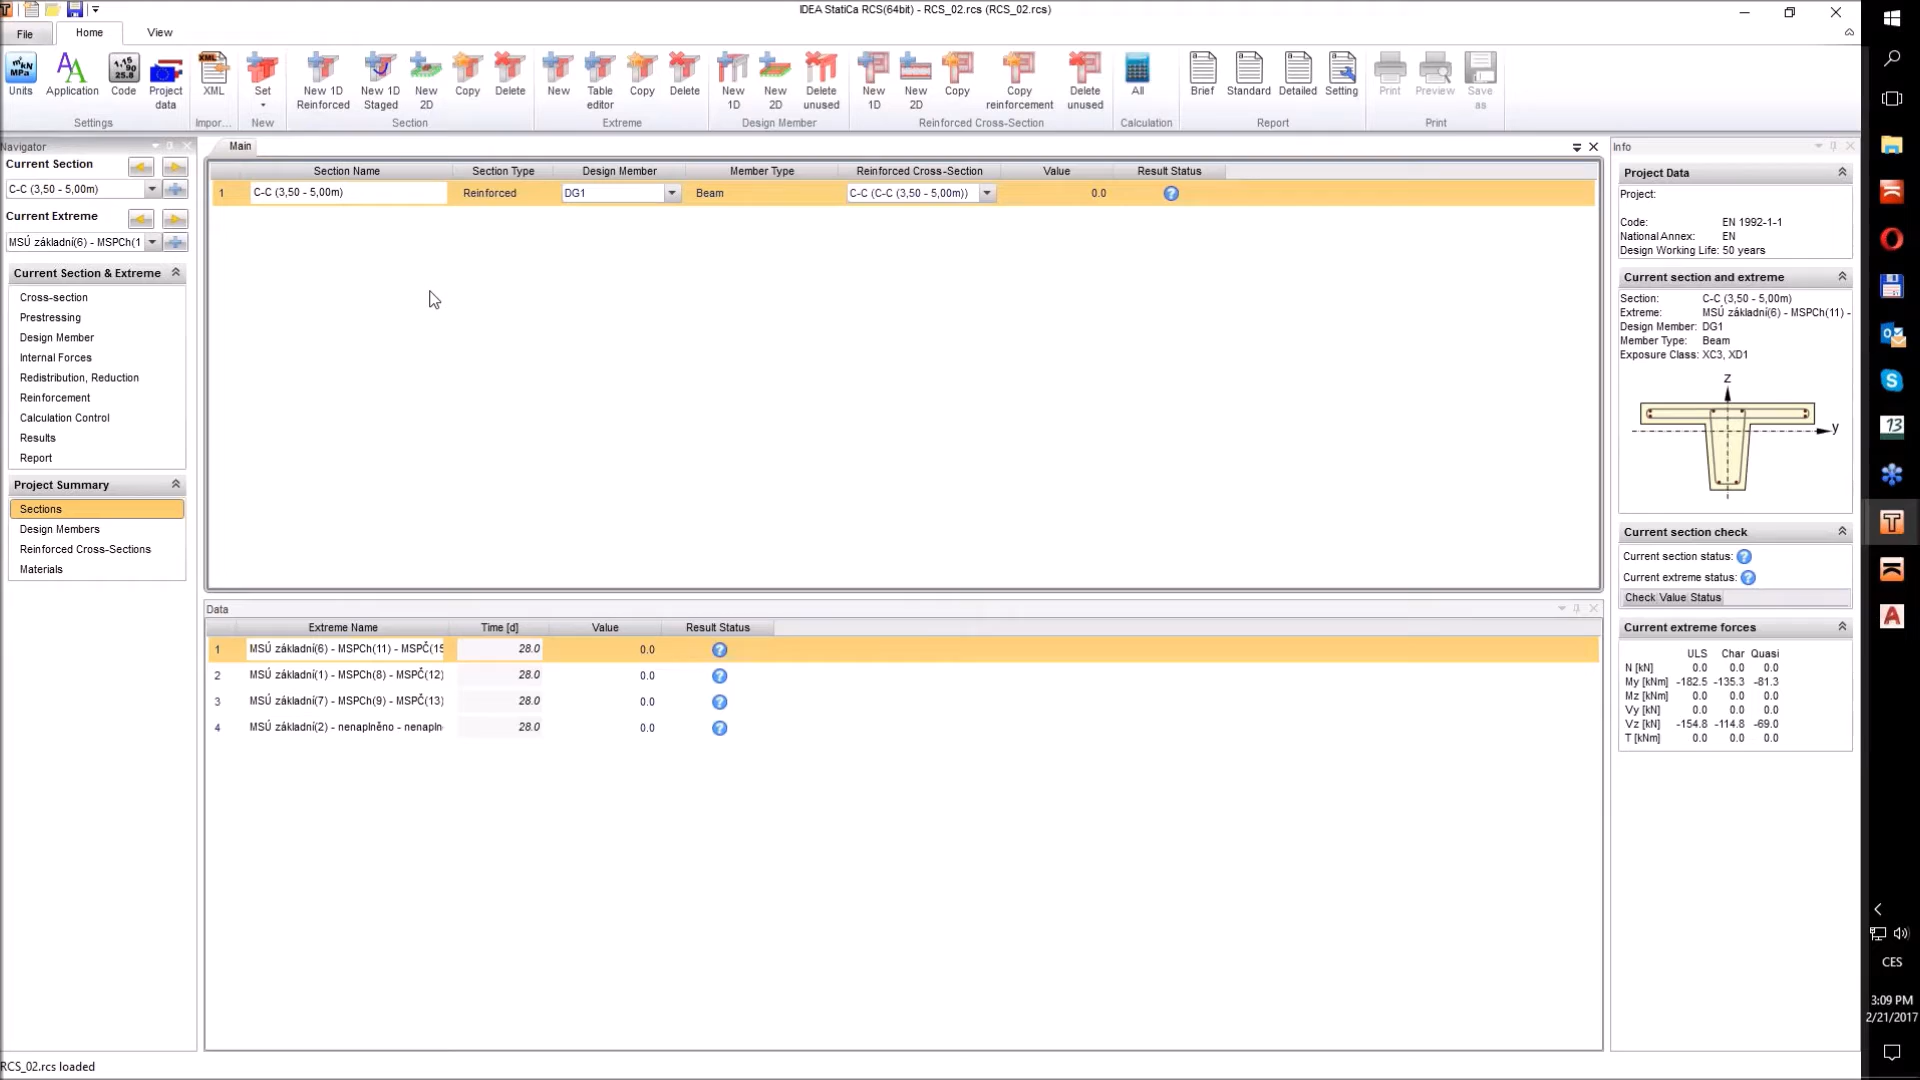 IDEA StatiCa RCS(64bit) - RCS_02.rcs (RCS_02.rcs)
File Home View
Units Application Code Project data
Settings
XML
Impor...
Set
New
New 1D Reinforced New 1D Staged New 2D Copy Delete
Section
New Table editor Copy Delete
Extreme
New 1D New 2D Delete unused
Design Member
New 1D New 2D Copy Copy reinforcement Delete unused
Reinforced Cross-Section
All
Calculation
Brief Standard Detailed Setting
Report
Print Preview Save as
Print
Navigator
Current Section
C-C (3,50 - 5,00m)
Current Extreme
MSÚ základní(6) - MSPCh(1
Current Section & Extreme
Cross-section
Prestressing
Design Member
Internal Forces
Redistribution, Reduction
Reinforcement
Calculation Control
Results
Report
Project Summary
Sections
Design Members
Reinforced Cross-Sections
Materials
Main
Section Name Section Type Design Member Member Type Reinforced Cross-Section Value Result Status
1 C-C (3,50 - 5,00m) Reinforced DG1 Beam C-C (C-C (3,50 - 5,00m)) 0.0
Data
Extreme Name Time [d] Value Result Status
1 MSÚ základní(6) - MSPCh(11) - MSPČ(15 28.0 0.0
2 MSÚ základní(1) - MSPCh(8) - MSPČ(12) 28.0 0.0
3 MSÚ základní(7) - MSPCh(9) - MSPČ(13) 28.0 0.0
4 MSÚ základní(2) - nenaplněno - nenapln 28.0 0.0
Info
Project Data
Project:
Code: EN 1992-1-1
National Annex: EN
Design Working Life: 50 years
Current section and extreme
Section: C-C (3,50 - 5,00m)
Extreme: MSÚ základní(6) - MSPCh(11) -
Design Member: DG1
Member Type: Beam
Exposure Class: XC3, XD1
z
y
Current section check
Current section status:
Current extreme status:
Check Value Status
Current extreme forces
ULS Char Quasi
N [kN] 0.0 0.0 0.0
My [kNm] -182.5 -135.3 -81.3
Mz [kNm] 0.0 0.0 0.0
Vy [kN] 0.0 0.0 0.0
Vz [kN] -154.8 -114.8 -69.0
T [kNm] 0.0 0.0 0.0
13
CES
3:09 PM
2/21/2017
RCS_02.rcs loaded